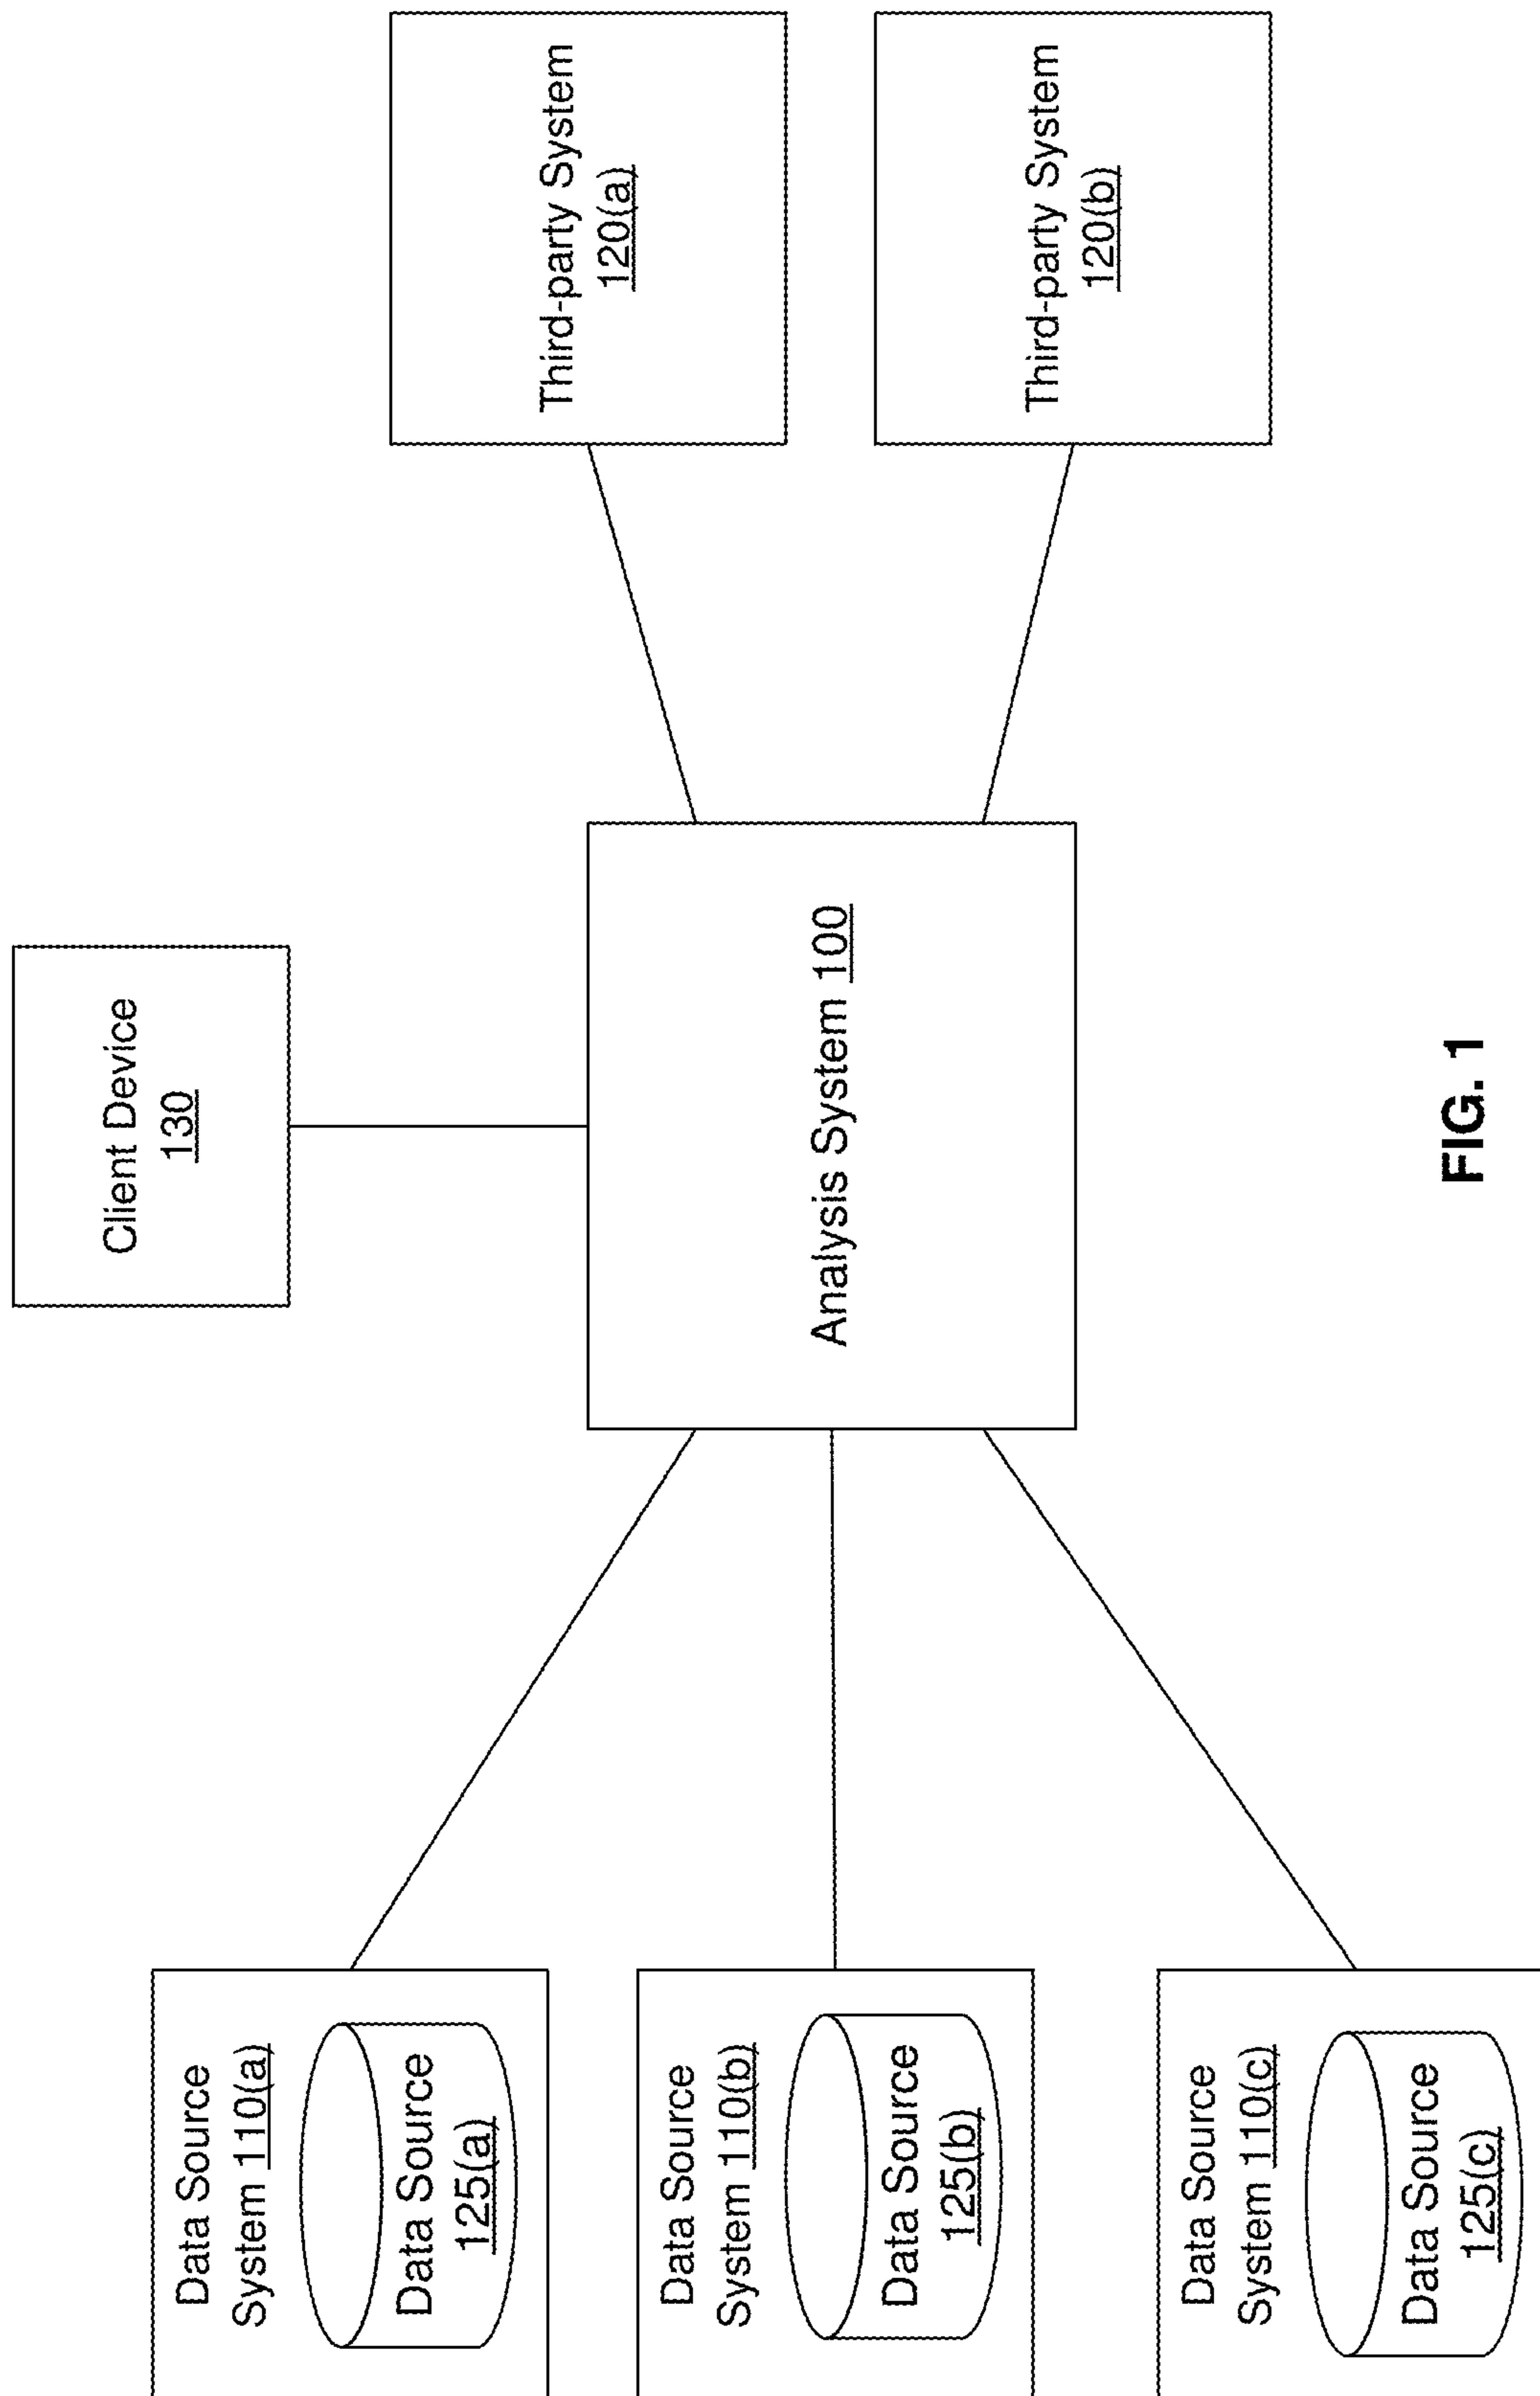 Client Device
130
Data Source
System 110(a)
Data Source
125(a)
Third-party System
120(a)
Data Source
System 110(b)
Data Source
125(b)
Analysis System 100
Third-party System
120(b)
Data Source
System 110(c)
Data Source
125(c)
FIG. 1